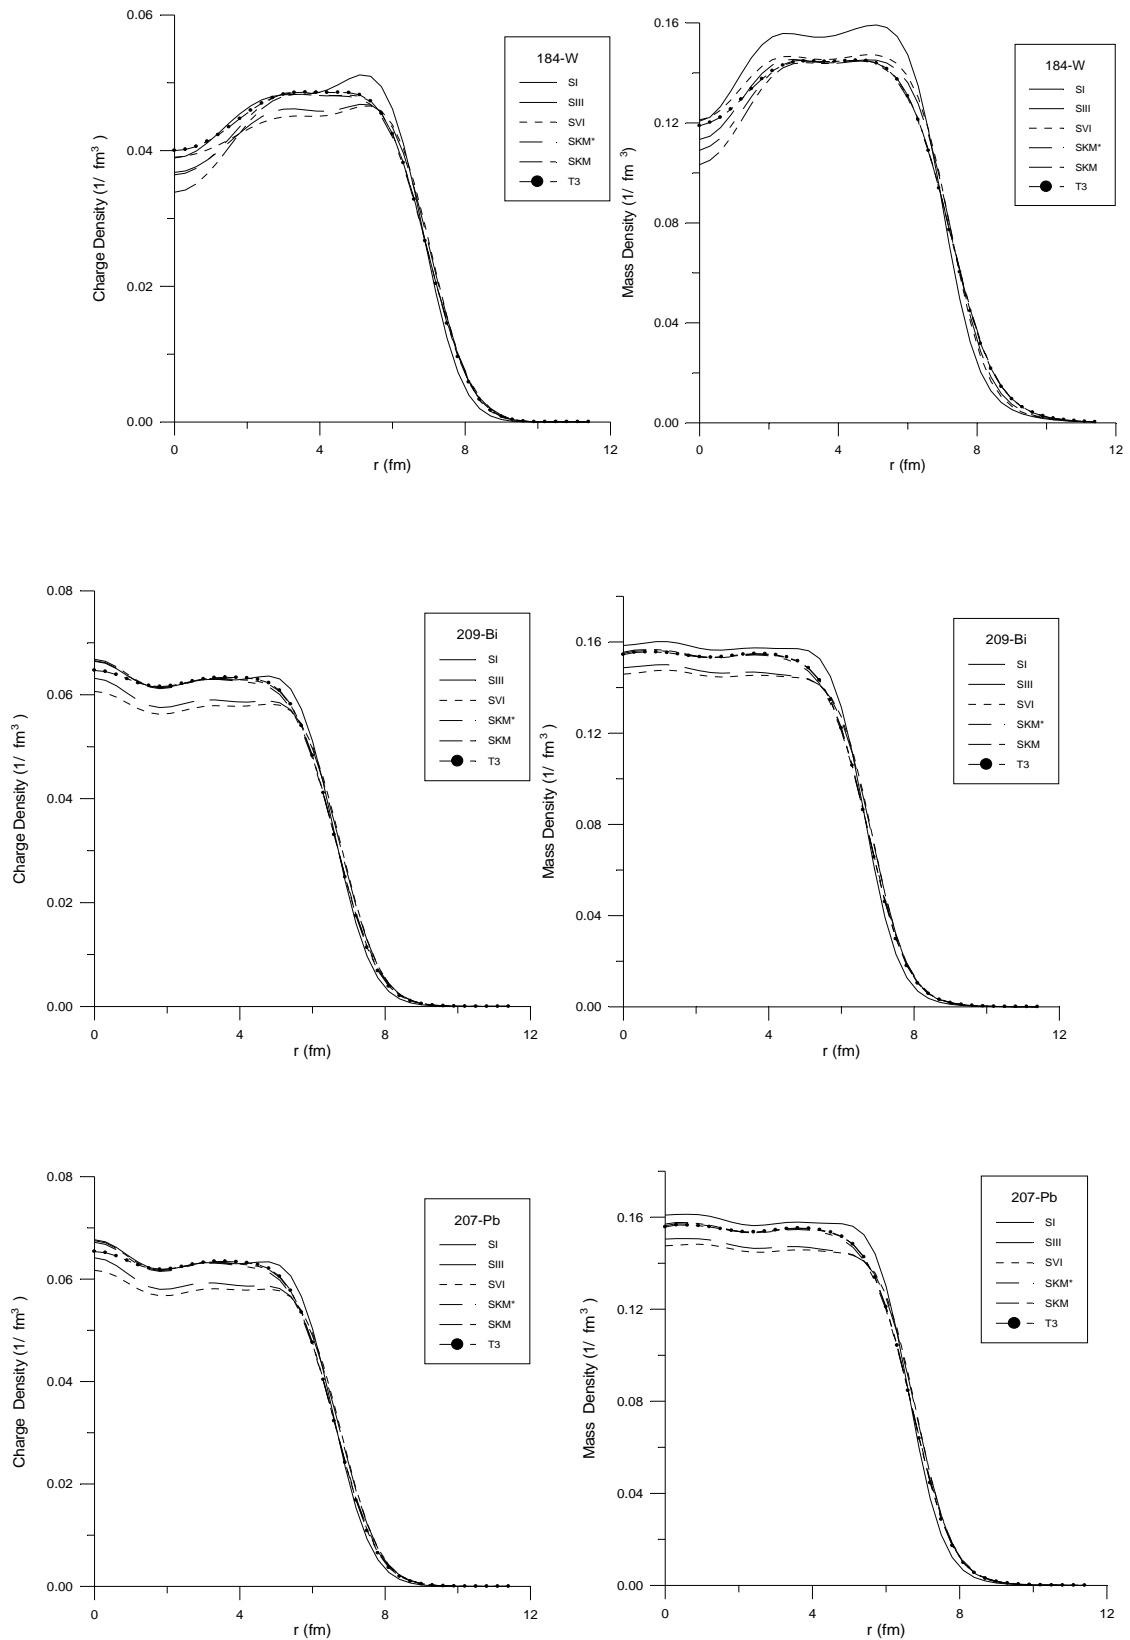 0.06
0.04
0.02
0.00
Charge Density (1/ fm3 )
0 4 8 12
r (fm)
184-W
SI
SIII
SVI
SKM*
SKM
T3
0.16
0.12
0.08
0.04
0.00
Mass Density (1/ fm 3)
0 4 8 12
r (fm)
184-W
SI
SIII
SVI
SKM*
SKM
T3
0.08
0.06
0.04
0.02
0.00
Charge Density (1/ fm3 )
0 4 8 12
r (fm)
209-Bi
SI
SIII
SVI
SKM*
SKM
T3
0.16
0.12
0.08
0.04
0.00
Mass Density (1/ fm3 )
0 4 8 12
r (fm)
209-Bi
SI
SIII
SVI
SKM*
SKM
T3
0.08
0.06
0.04
0.02
0.00
Charge Density (1/ fm3 )
0 4 8 12
r (fm)
207-Pb
SI
SIII
SVI
SKM*
SKM
T3
0.16
0.12
0.08
0.04
0.00
Mass Density (1/ fm3 )
0 4 8 12
r (fm)
207-Pb
SI
SIII
SVI
SKM*
SKM
T3